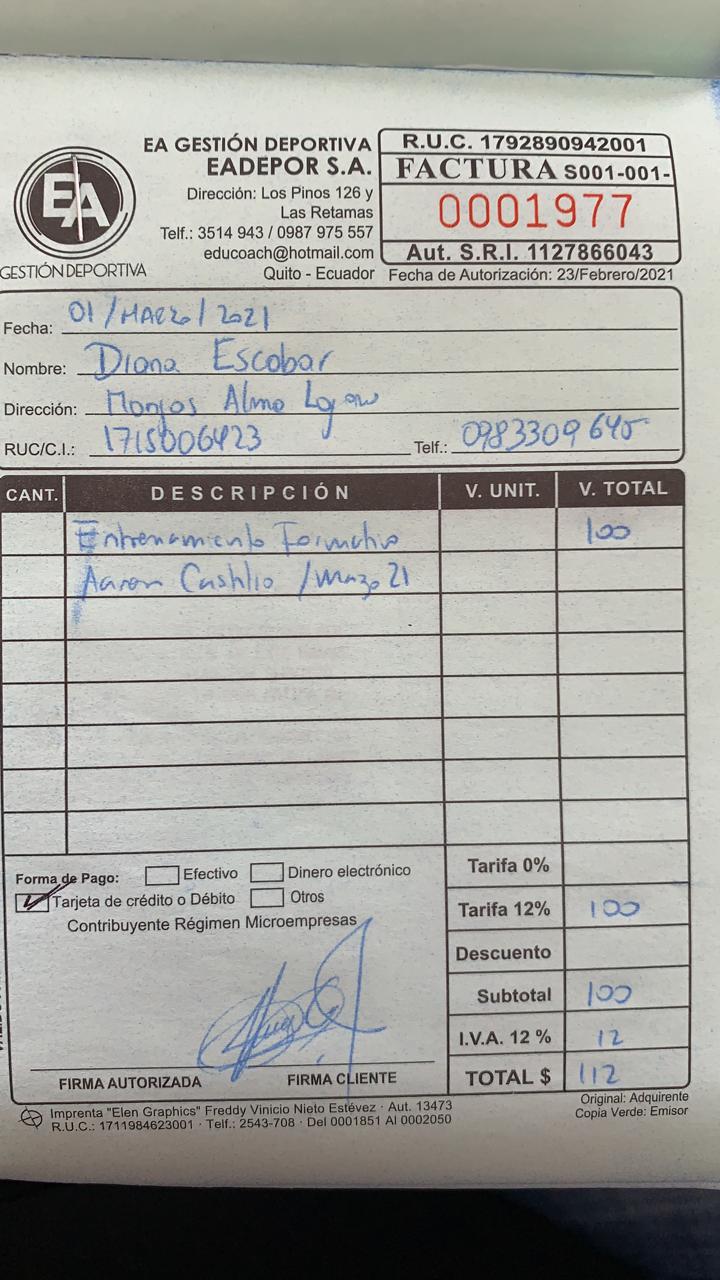 EA GESTIÓN DEPORTIVA
EADEPOR S.A.
Dirección: Los Pinos 126 y
Las Retamas
Telf.: 3514 943 / 0987 975 557
educoach@hotmail.com
Quito - Ecuador
EA
GESTIÓN DEPORTIVA
R.U.C. 1792890942001
FACTURA S001-001-
0001977
Aut. S.R.I. 1127866043
Fecha de Autorización: 23/Febrero/2021
Fecha: 01/MARZO/2021
Nombre: Diana Escobar
Dirección: Monjas Alma
RUC/C.I.: 1715006423 Telf.: 0983309645
CANT. DESCRIPCIÓN V. UNIT. V. TOTAL
Entrenamiento Formativo 100
Aaron Castillo /Marzo 21
Tarifa 0%
Forma de Pago: Efectivo Dinero electrónico
Tarjeta de crédito o Débito Otros
Tarifa 12% 100
Contribuyente Régimen Microempresas
Descuento
Subtotal 100
I.V.A. 12 % 12
TOTAL $ 112
FIRMA AUTORIZADA FIRMA CLIENTE
Imprenta "Elen Graphics" Freddy Vinicio Nieto Estévez · Aut. 13473
R.U.C.: 1711984623001 · Telf.: 2543-708 · Del 0001851 Al 0002050
Original: Adquirente
Copia Verde: Emisor